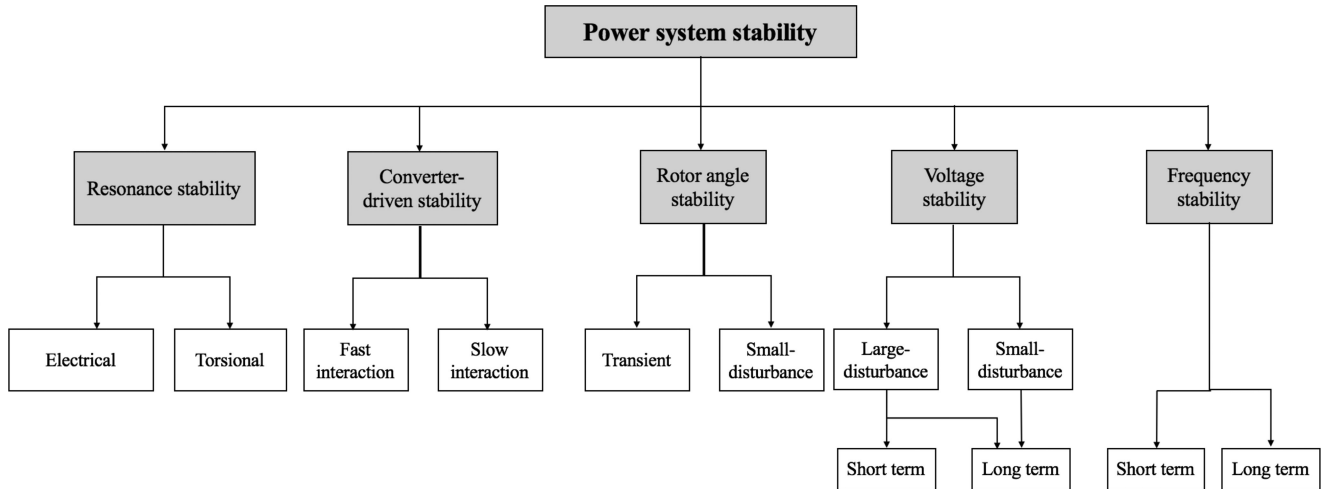 Power system stability
Resonance stability
Converter-
driven stability
Rotor angle
stability
Voltage
stability
Frequency
stability
Electrical
Torsional
Fast
interaction
Slow
interaction
Transient
Small-
disturbance
Large-
disturbance
Small-
disturbance
Short term
Long term
Short term
Long term